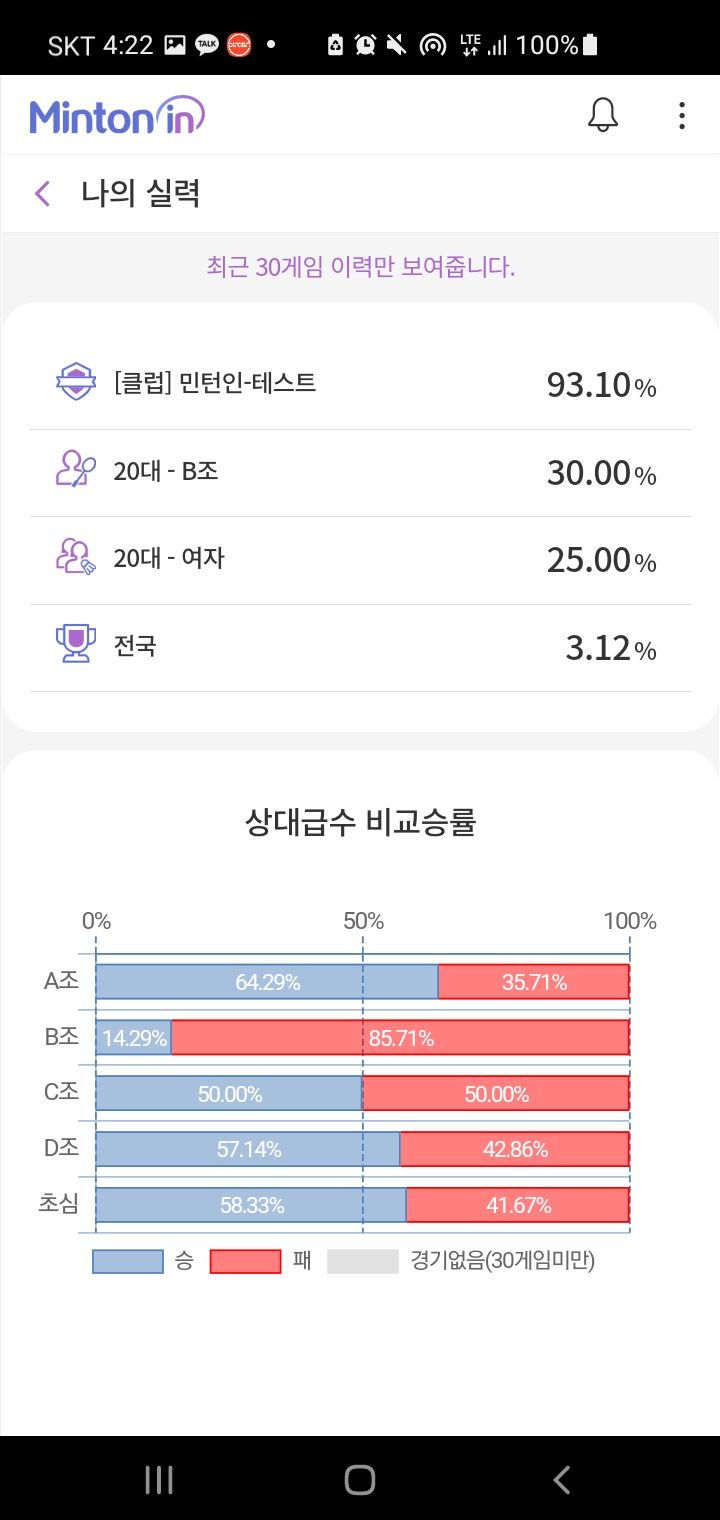 SKT 4:22 TALK LTE 100%
Minton in
나의 실력
최근 30게임 이력만 보여줍니다.
[클럽] 민턴인-테스트 93.10%
20대 - B조 30.00%
20대 - 여자 25.00%
전국 3.12%
상대급수 비교승률
0% 50% 100%
A조 64.29% 35.71%
B조 14.29% 85.71%
C조 50.00% 50.00%
D조 57.14% 42.86%
초심 58.33% 41.67%
승 패 경기없음(30게임미만)